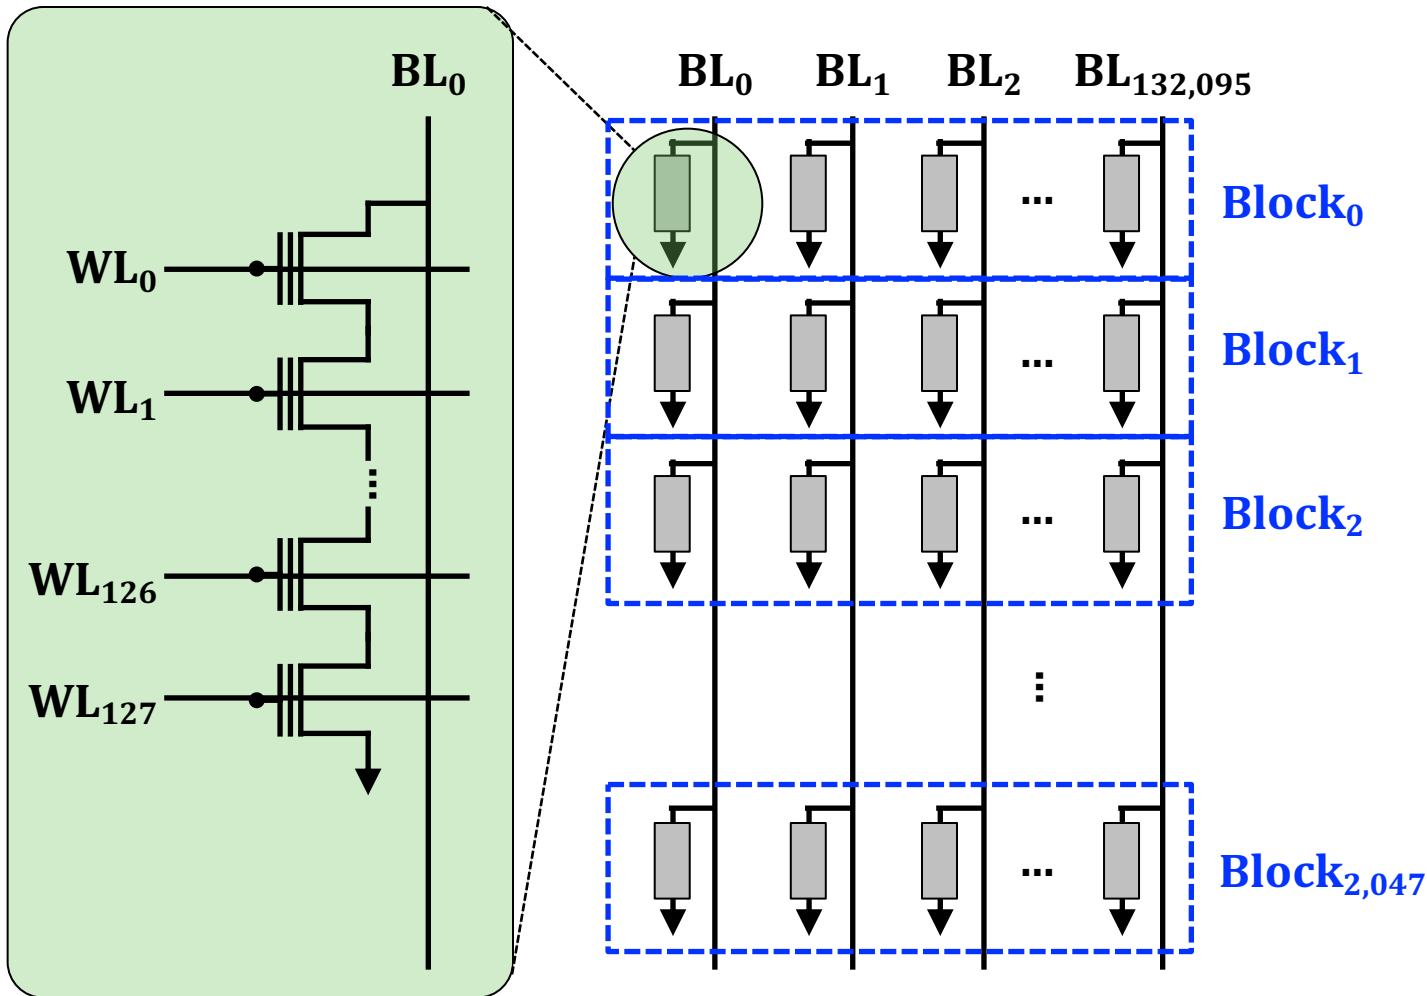 BL₀
WL₀
WL₁
⋮
WL₁₂₆
WL₁₂₇
BL₀ BL₁ BL₂ BL₁₃₂,₀₉₅
... Block₀
... Block₁
... Block₂
⋮
... Block₂,₀₄₇